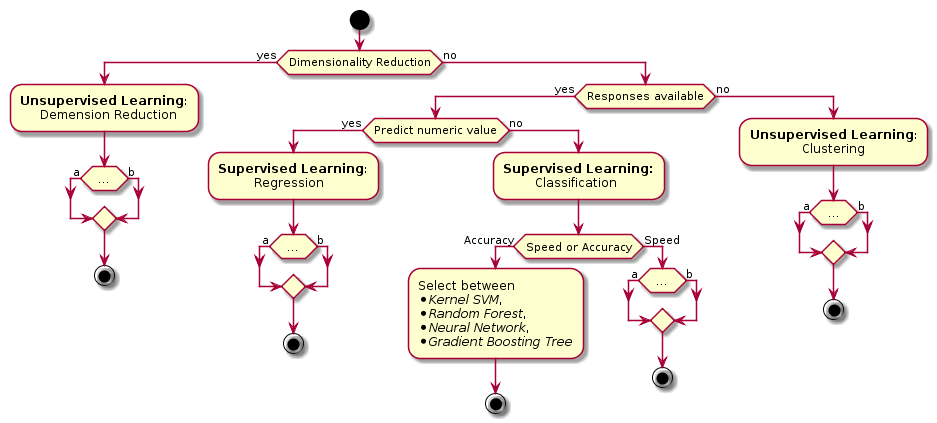 yes
Dimensionality Reduction
no
Unsupervised Learning:
Demension Reduction
a
...
b
yes
Responses available
no
yes
Predict numeric value
no
Supervised Learning:
Regression
a
...
b
Supervised Learning:
Classification
Accuracy
Speed or Accuracy
Speed
Select between
•Kernel SVM,
•Random Forest,
•Neural Network,
•Gradient Boosting Tree
a
...
b
Unsupervised Learning:
Clustering
a
...
b